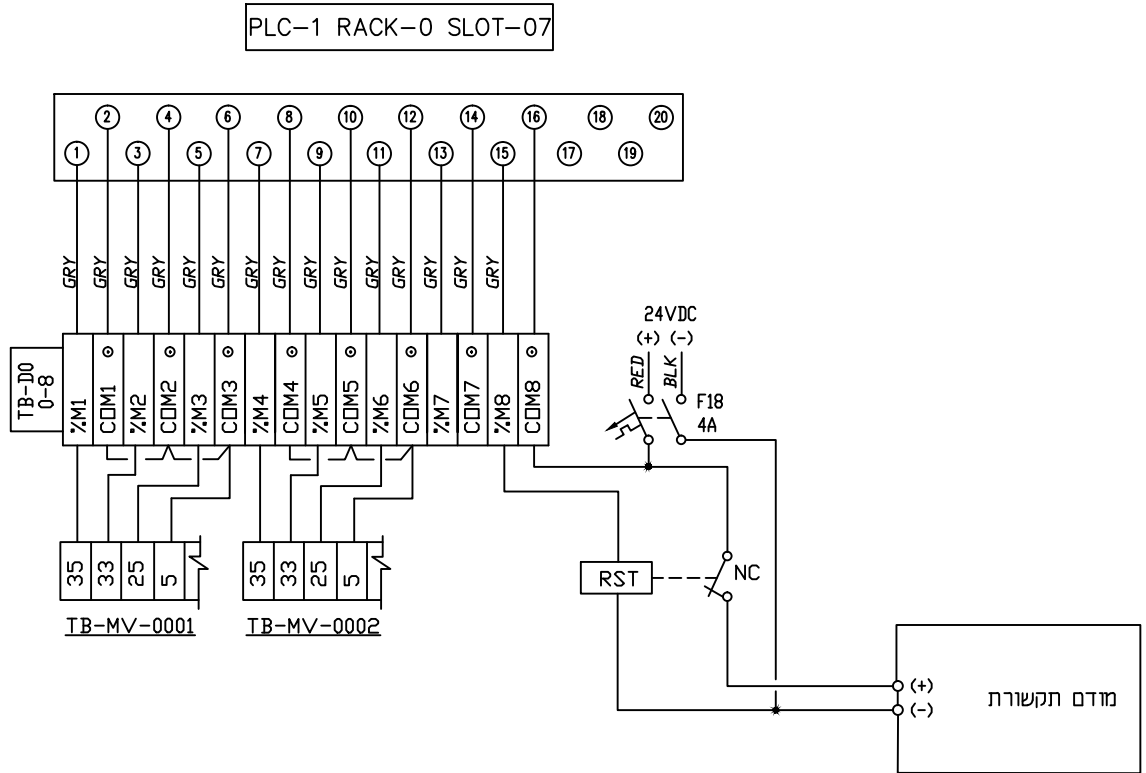 PLC-1 RACK-0 SLOT-07
2 4 6 8 10 12 14 16 18 20
1 3 5 7 9 11 13 15 17 19
GRY GRY GRY GRY GRY GRY GRY GRY GRY GRY GRY GRY GRY GRY GRY
24VDC
(+) (-)
RED BLK
F18
4A
TB-DO
0-8
%M1 COM1 %M2 COM2 %M3 COM3 %M4 COM4 %M5 COM5 %M6 COM6 %M7 COM7 %M8 COM8
35 33 25 5
35 33 25 5
TB-MV-0001
TB-MV-0002
RST
NC
(+)
(-)
מודם תקשורת